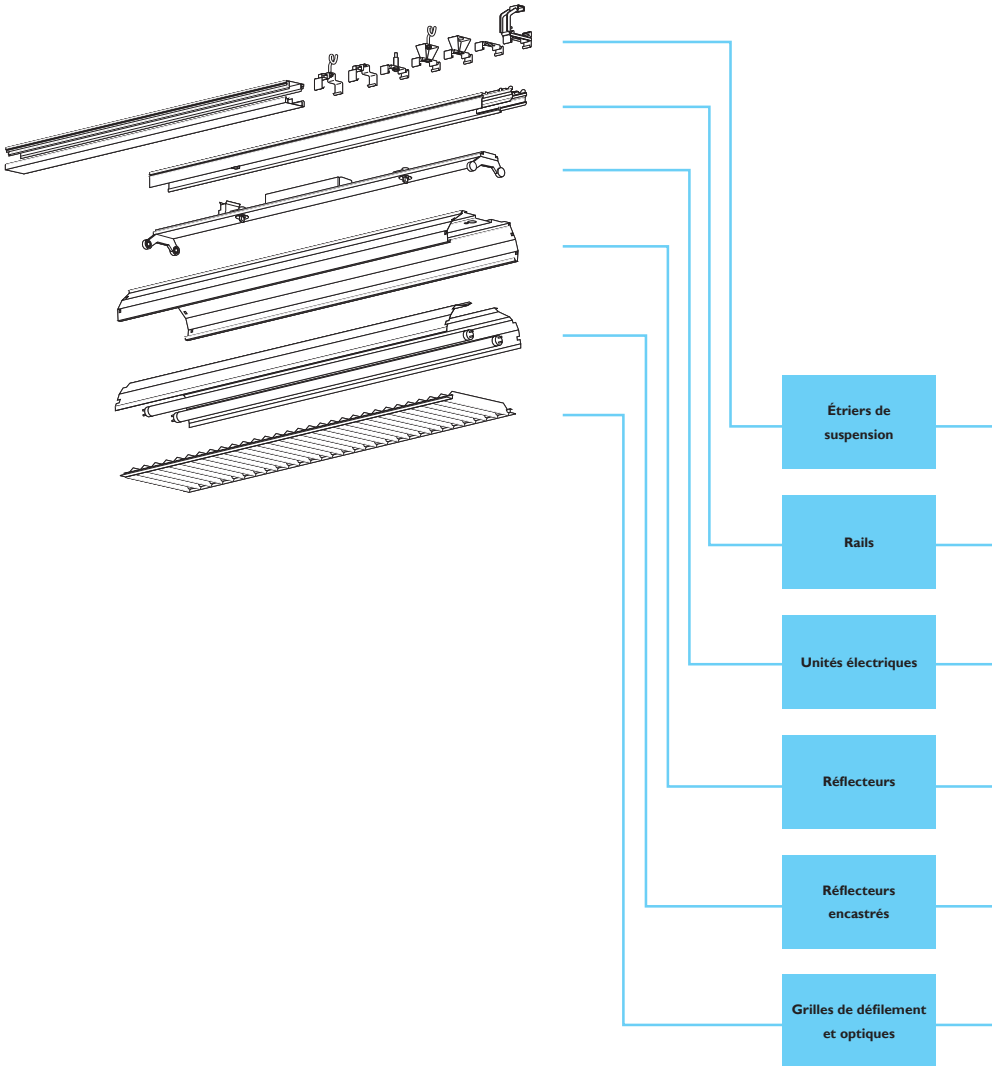 Étriers de
suspension
Rails
Unités électriques
Réflecteurs
Réflecteurs
encastrés
Grilles de défilement
et optiques